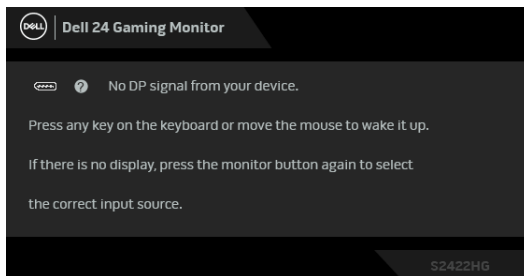 DELL
Dell 24 Gaming Monitor
No DP signal from your device.
Press any key on the keyboard or move the mouse to wake it up.
If there is no display, press the monitor button again to select
the correct input source.
S2422HG